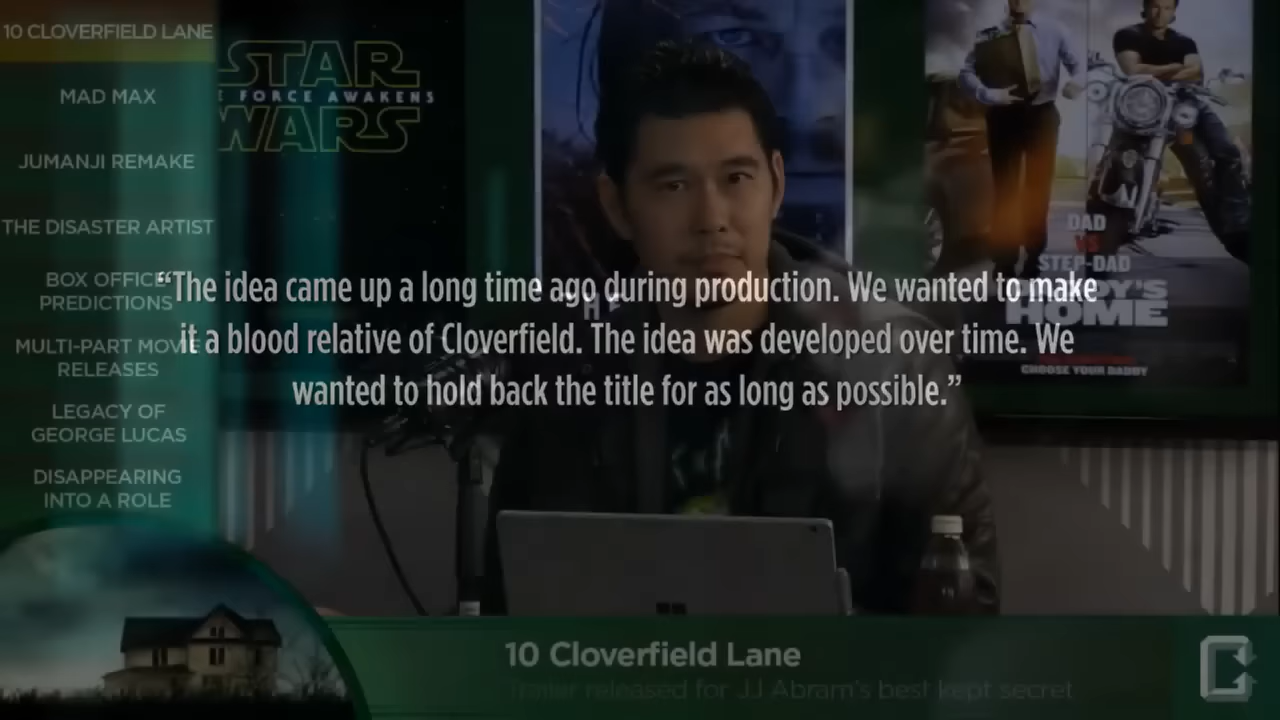 10 CLOVERFIELD LANE
MAD MAX
JUMANJI REMAKE
THE DISASTER ARTIST
BOX OFFICE
PREDICTIONS
MULTI-PART MOVIE
RELEASES
LEGACY OF
GEORGE LUCAS
DISAPPEARING
INTO A ROLE
STAR
E FORCE AWAKENS
WARS
DAD
VS
STEP-DAD
HOME
CHOOSE YOUR DADDY
“The idea came up a long time ago during production. We wanted to make
it a blood relative of Cloverfield. The idea was developed over time. We
wanted to hold back the title for as long as possible.”
10 Cloverfield Lane
Trailer released for JJ Abram's best kept secret